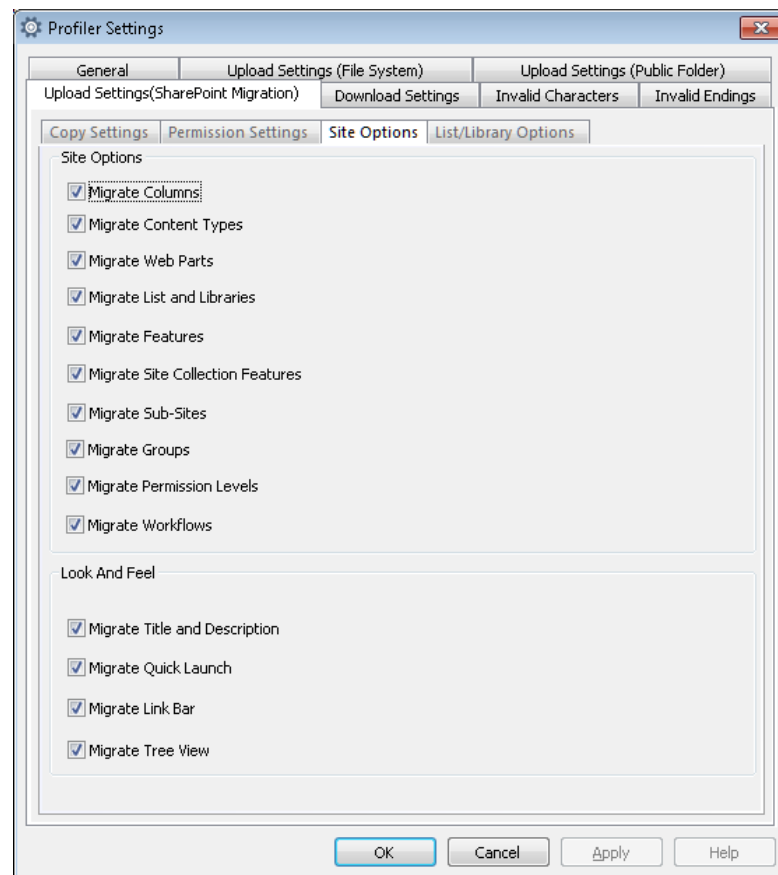 Profiler Settings
General
Upload Settings (File System)
Upload Settings (Public Folder)
Upload Settings(SharePoint Migration)
Download Settings
Invalid Characters
Invalid Endings
Copy Settings
Permission Settings
Site Options
List/Library Options
Site Options
Migrate Columns
Migrate Content Types
Migrate Web Parts
Migrate List and Libraries
Migrate Features
Migrate Site Collection Features
Migrate Sub-Sites
Migrate Groups
Migrate Permission Levels
Migrate Workflows
Look And Feel
Migrate Title and Description
Migrate Quick Launch
Migrate Link Bar
Migrate Tree View
OK
Cancel
Apply
Help